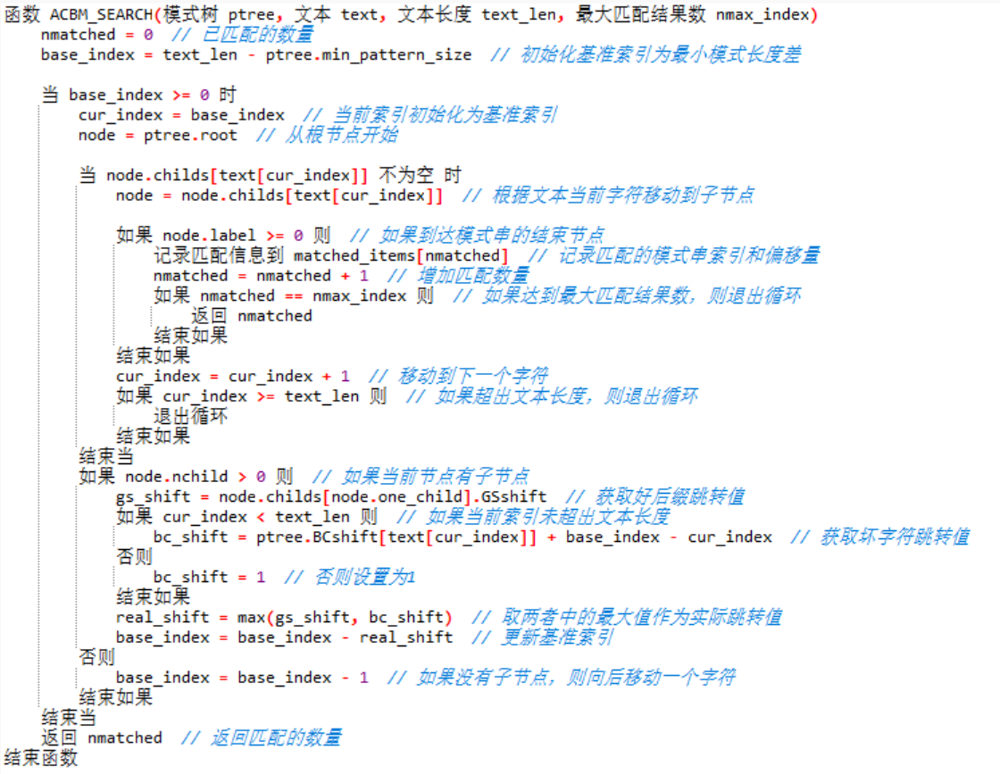 函数 ACBM_SEARCH(模式树 ptree, 文本 text, 文本长度 text_len, 最大匹配结果数 nmax_index)
nmatched = 0 // 已匹配的数量
base_index = text_len - ptree.min_pattern_size // 初始化基准索引为最小模式长度差
当 base_index >= 0 时
cur_index = base_index // 当前索引初始化为基准索引
node = ptree.root // 从根节点开始
当 node.childs[text[cur_index]] 不为空 时
node = node.childs[text[cur_index]] // 根据文本当前字符移动到子节点
如果 node.label >= 0 则 // 如果到达模式串的结束节点
记录匹配信息到 matched_items[nmatched] // 记录匹配的模式串索引和偏移量
nmatched = nmatched + 1 // 增加匹配数量
如果 nmatched == nmax_index 则 // 如果达到最大匹配结果数，则退出循环
返回 nmatched
结束如果
结束如果
cur_index = cur_index + 1 // 移动到下一个字符
如果 cur_index >= text_len 则 // 如果超出文本长度，则退出循环
退出循环
结束如果
结束当
如果 node.nchild > 0 则 // 如果当前节点有子节点
gs_shift = node.childs[node.one_child].GSshift // 获取好后缀跳转值
如果 cur_index < text_len 则 // 如果当前索引未超出文本长度
bc_shift = ptree.BCshift[text[cur_index]] + base_index - cur_index // 获取坏字符跳转值
否则
bc_shift = 1 // 否则设置为1
结束如果
real_shift = max(gs_shift, bc_shift) // 取两者中的最大值作为实际跳转值
base_index = base_index - real_shift // 更新基准索引
否则
base_index = base_index - 1 // 如果没有子节点，则向后移动一个字符
结束如果
结束当
返回 nmatched // 返回匹配的数量
结束函数